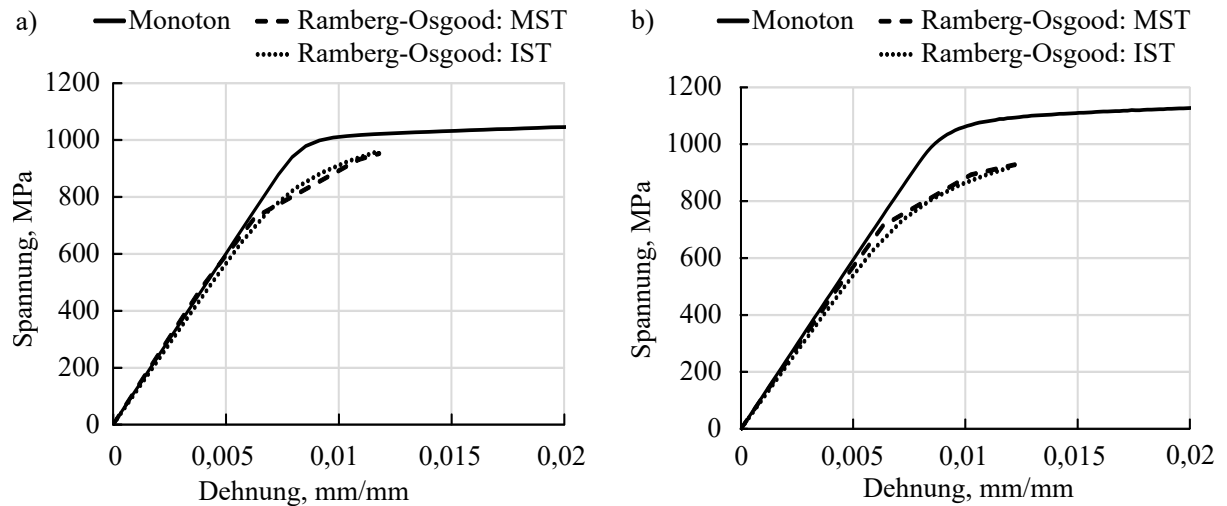 a)
Monoton
Ramberg-Osgood: MST
Ramberg-Osgood: IST
1200
1000
800
600
400
200
0
Spannung, MPa
0 0,005 0,01 0,015 0,02
Dehnung, mm/mm
b)
Monoton
Ramberg-Osgood: MST
Ramberg-Osgood: IST
1200
1000
800
600
400
200
0
Spannung, MPa
0 0,005 0,01 0,015 0,02
Dehnung, mm/mm